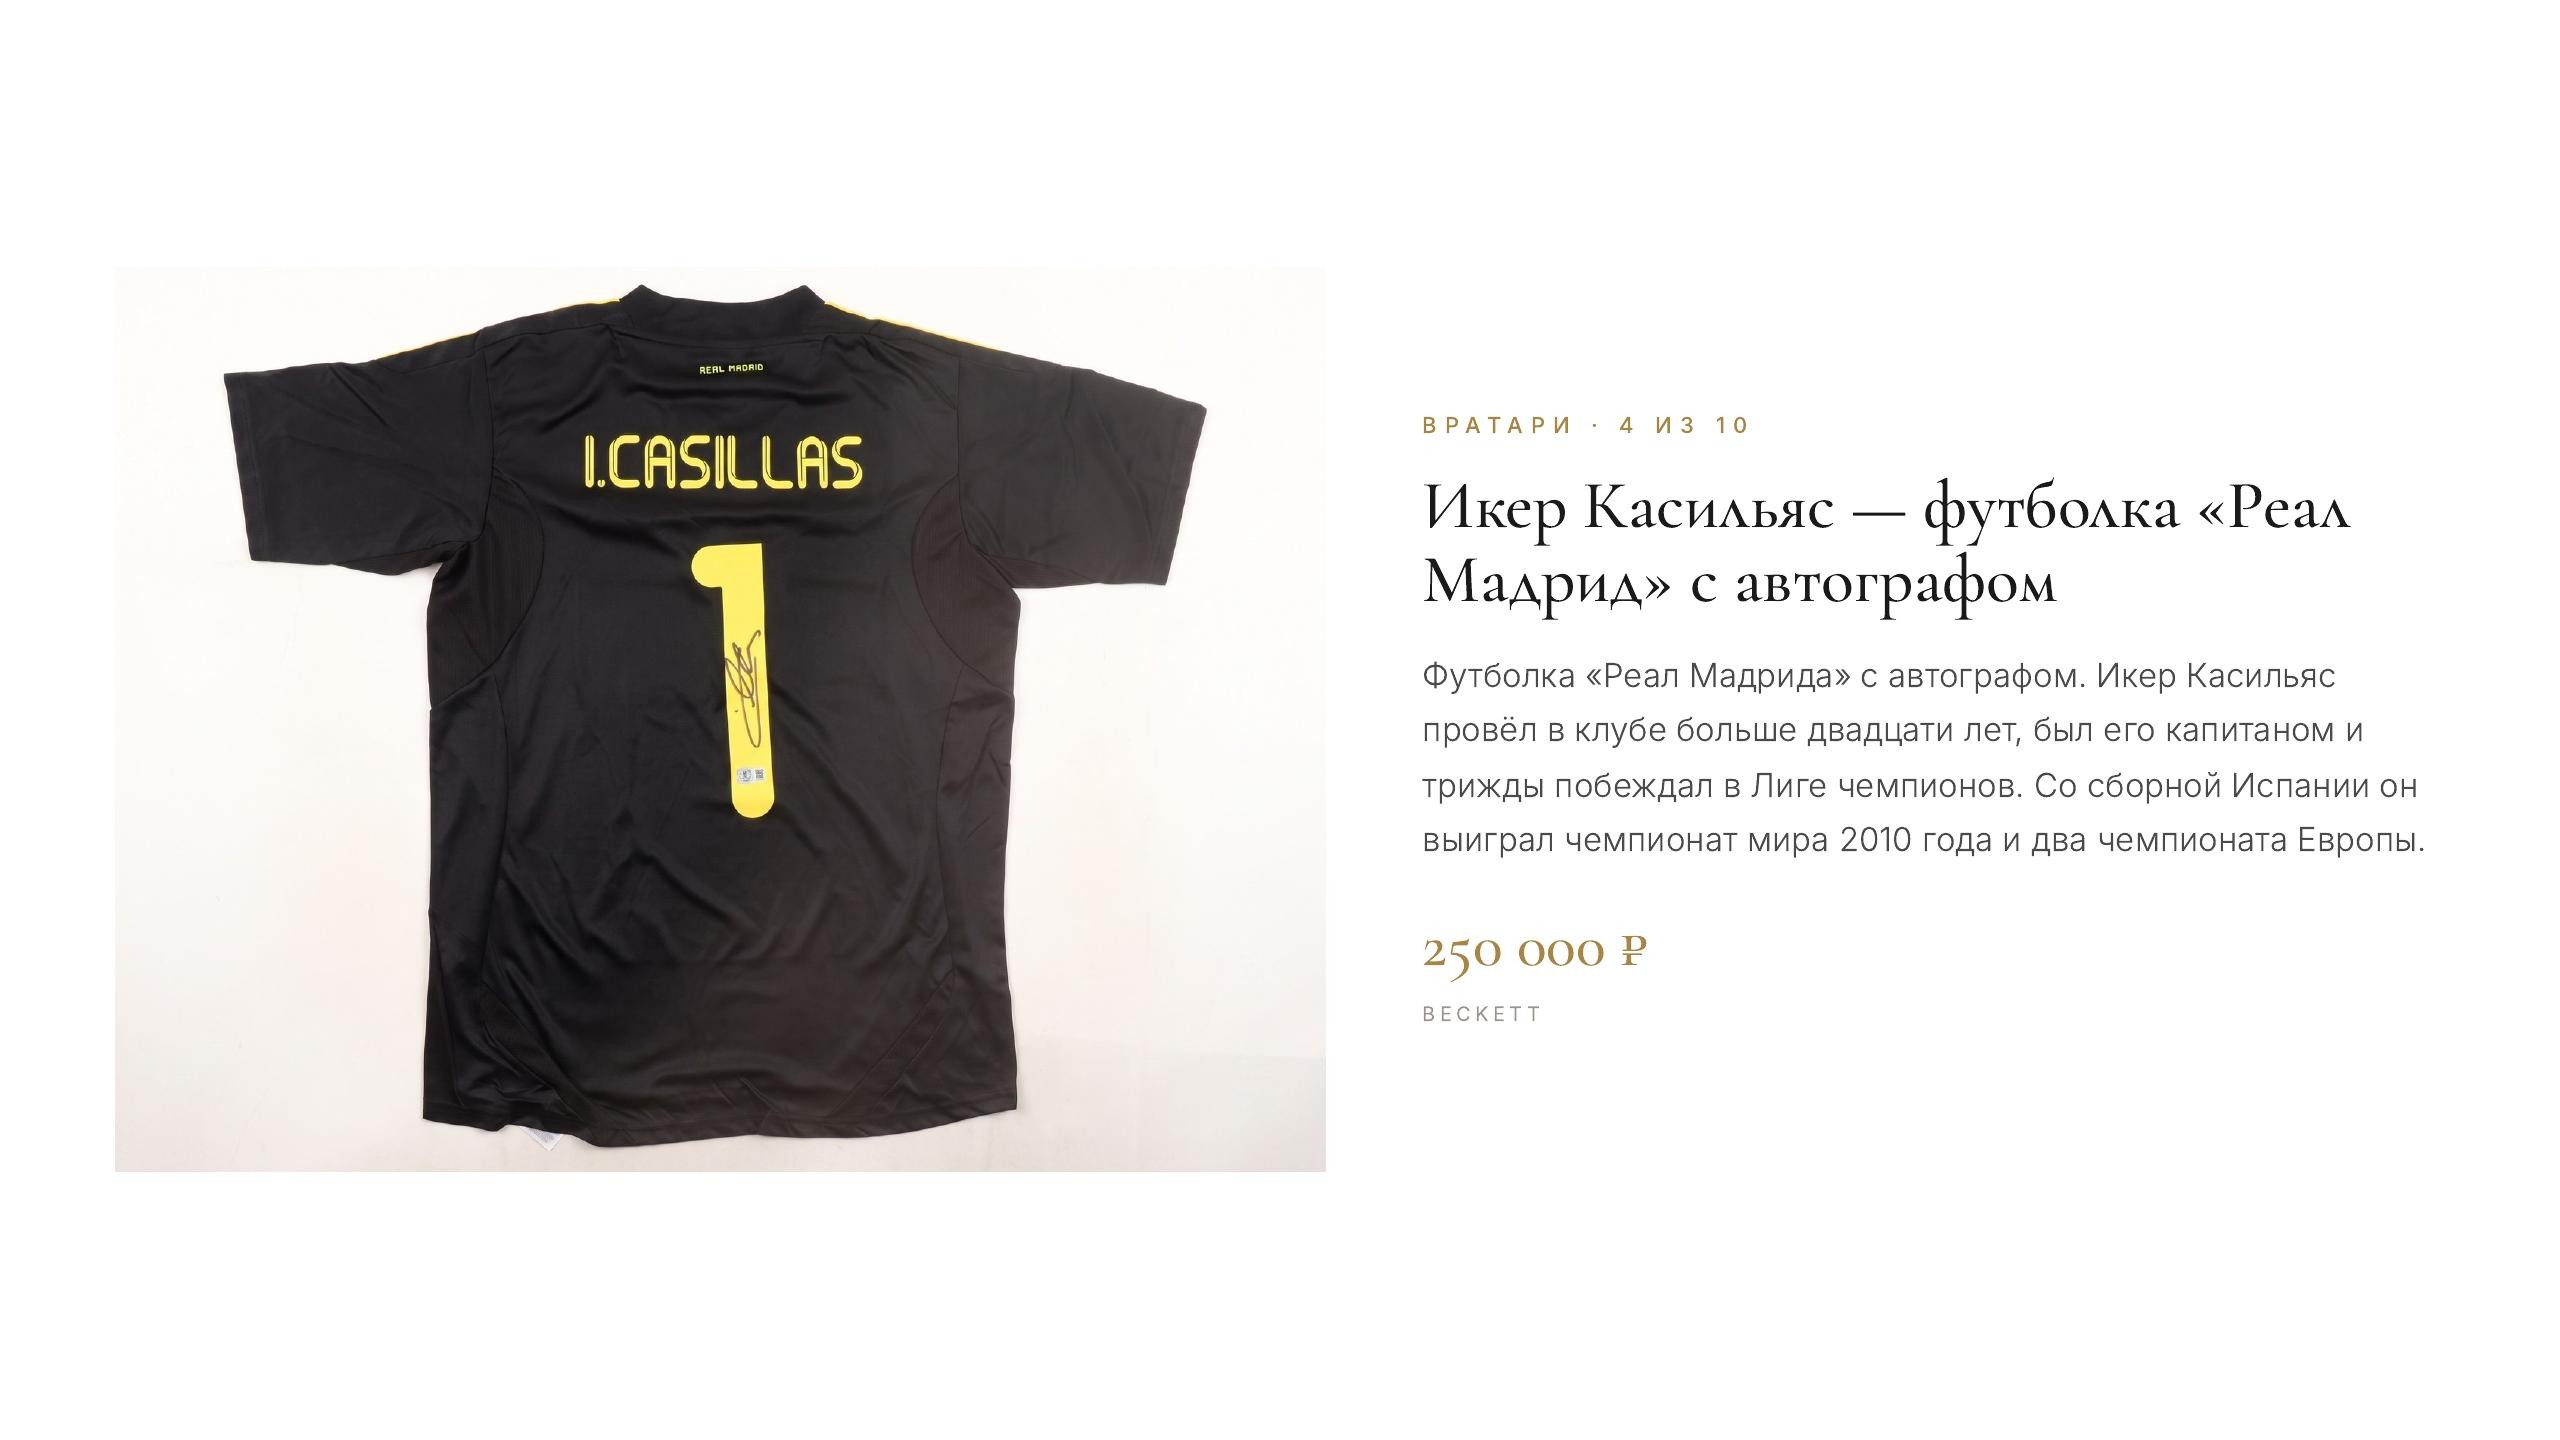 REAL MADRID
I.CASILLAS
1
ВРАТАРИ · 4 ИЗ 10
Икер Касильяс — футболка «Реал
Мадрид» с автографом
Футболка «Реал Мадрида» с автографом. Икер Касильяс
провёл в клубе больше двадцати лет, был его капитаном и
трижды побеждал в Лиге чемпионов. Со сборной Испании он
выиграл чемпионат мира 2010 года и два чемпионата Европы.
250 000 ₽
BECKETT